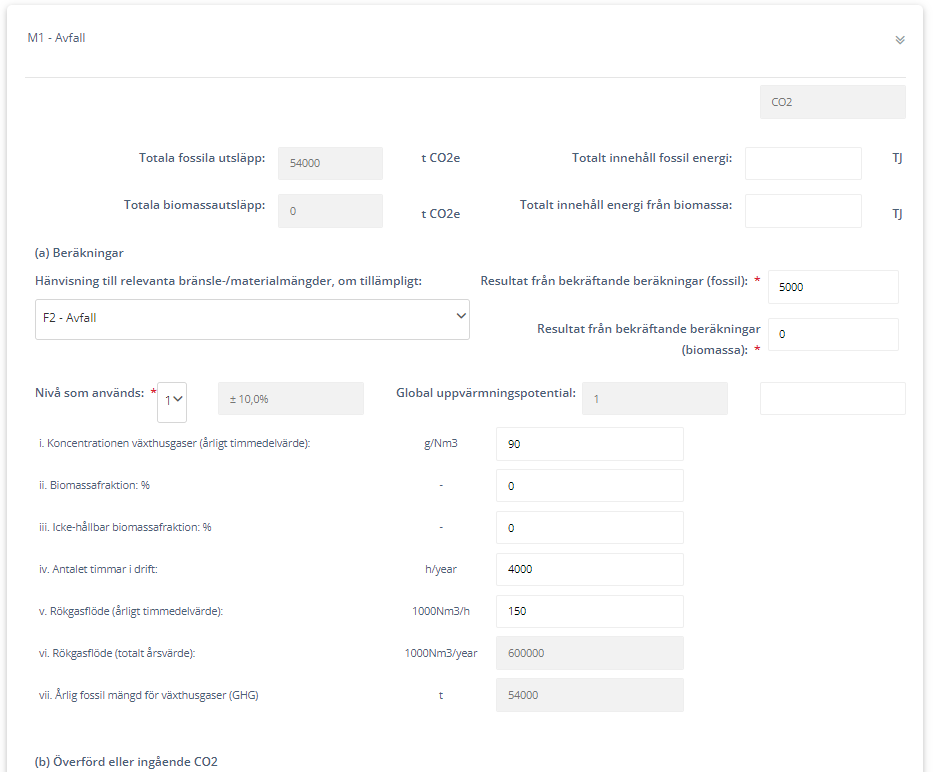 M1 - Avfall
CO2
Totala fossila utsläpp: 54000 t CO2e Totalt innehåll fossil energi: TJ
Totala biomassautsläpp: 0 t CO2e Totalt innehåll energi från biomassa: TJ
(a) Beräkningar
Hänvisning till relevanta bränsle-/materialmängder, om tillämpligt: Resultat från bekräftande beräkningar (fossil): * 5000
F2 - Avfall
Resultat från bekräftande beräkningar 0
(biomassa): *
Nivå som används: * 1 ± 10,0% Global uppvärmningspotential: 1
i. Koncentrationen växthusgaser (årligt timmedelvärde): g/Nm3 90
ii. Biomassafraktion: % - 0
iii. Icke-hållbar biomassafraktion: % - 0
iv. Antalet timmar i drift: h/year 4000
v. Rökgasflöde (årligt timmedelvärde): 1000Nm3/h 150
vi. Rökgasflöde (totalt årsvärde): 1000Nm3/year 600000
vii. Årlig fossil mängd för växthusgaser (GHG) t 54000
(b) Överförd eller ingående CO2